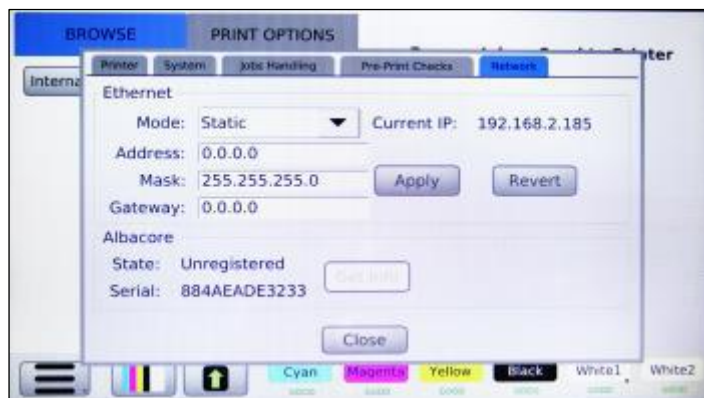 BROWSE PRINT OPTIONS
Printer System Jobs Handling Pre-Print Checks Network
Ethernet
Mode: Static Current IP: 192.168.2.185
Address: 0.0.0.0
Mask: 255.255.255.0 Apply Revert
Gateway: 0.0.0.0
Albacore
State: Unregistered
Get Info
Serial: 884AEADE3233
Close
Cyan Magenta Yellow Black White1 White2